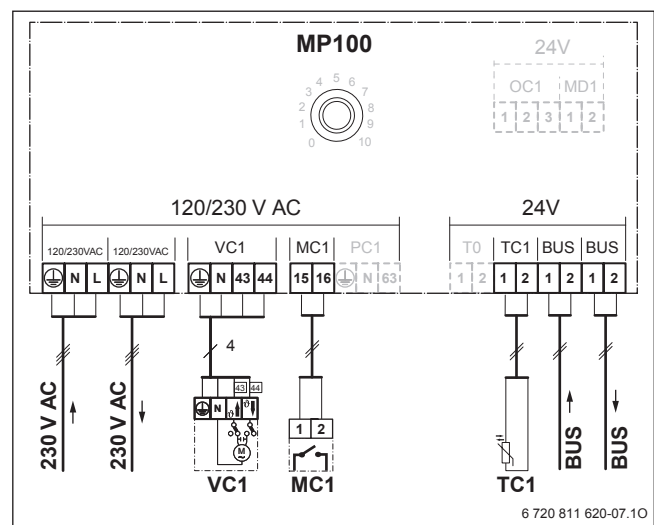 MP100
24V
OC1 MD1
1 2 3 1 2
0 1 2 3 4 5 6 7 8 9 10
120/230 V AC
24V
120/230VAC 120/230VAC VC1 MC1 PC1 T0 TC1 BUS BUS
N L N L N 43 44 15 16 N 63 1 2 1 2 1 2 1 2
4
230 V AC
230 V AC
43 44
N ϑ ϑ
M
~
VC1
1 2
MC1
ϑ
TC1
BUS
BUS
6 720 811 620-07.1O